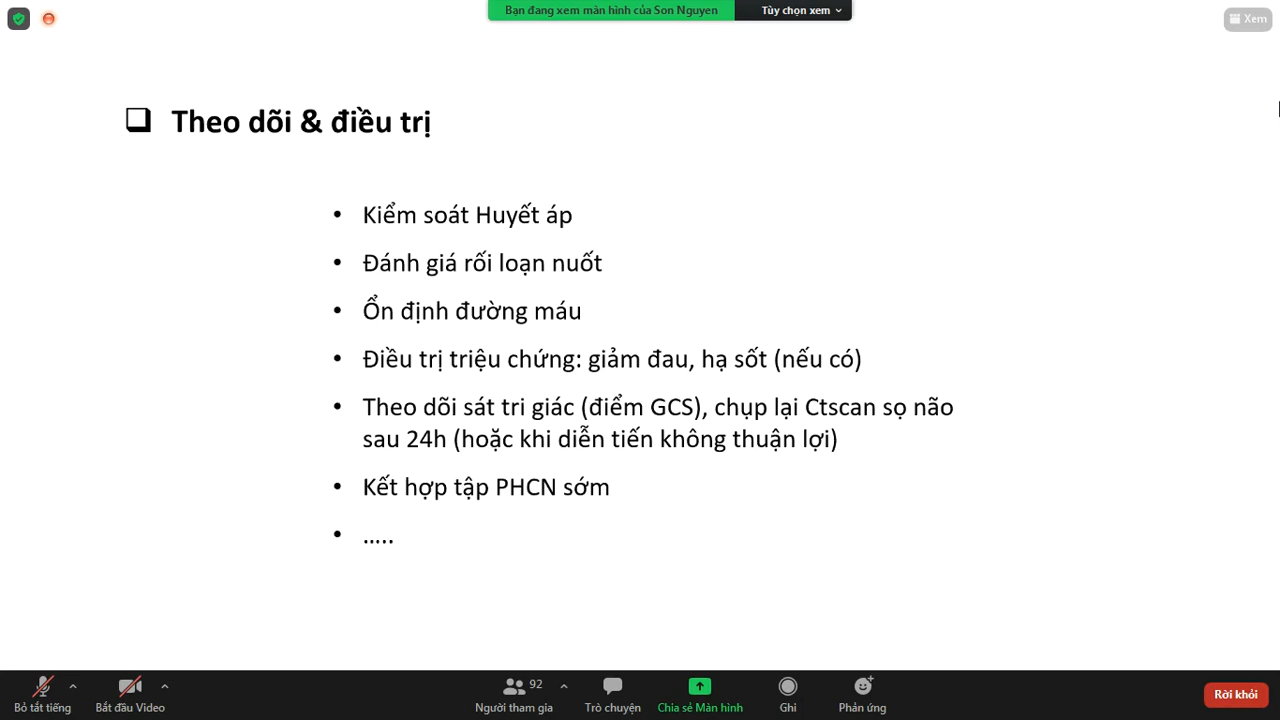 Bạn đang xem màn hình của Son Nguyen Tùy chọn xem
Xem
Theo dõi & điều trị
• Kiểm soát Huyết áp
• Đánh giá rối loạn nuốt
• Ổn định đường máu
• Điều trị triệu chứng: giảm đau, hạ sốt (nếu có)
• Theo dõi sát tri giác (điểm GCS), chụp lại Ctscan sọ não
sau 24h (hoặc khi diễn tiến không thuận lợi)
• Kết hợp tập PHCN sớm
• .....
92
Bỏ tắt tiếng Bắt đầu Video Người tham gia Trò chuyện Chia sẻ Màn hình Ghi Phản ứng Rời khỏi